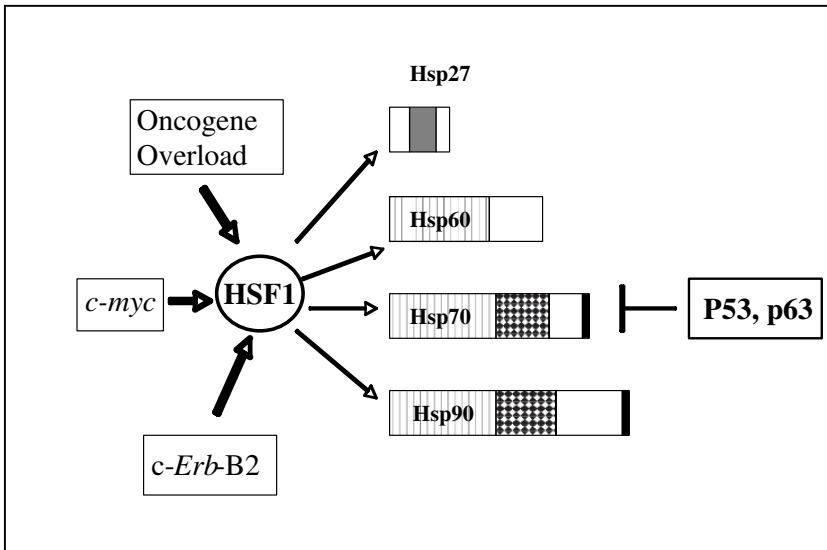 Hsp27
Oncogene
Overload
Hsp60
HSF1
c-myc
Hsp70
P53, p63
Hsp90
c-Erb-B2